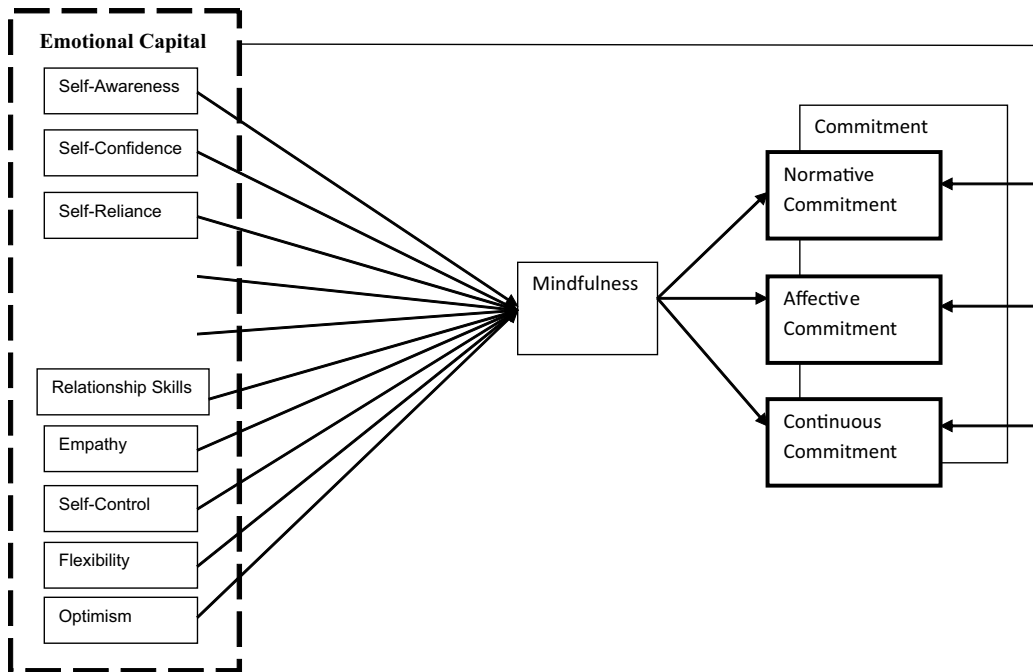 Emotional Capital
Self-Awareness
Self-Confidence
Self-Reliance
Relationship Skills
Empathy
Self-Control
Flexibility
Optimism
Mindfulness
Commitment
Normative
Commitment
Affective
Commitment
Continuous
Commitment